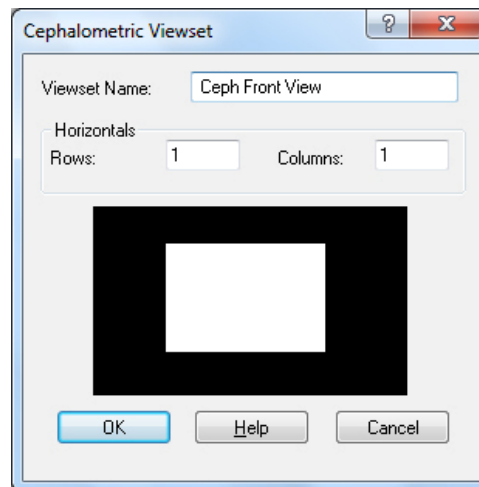 Cephalometric Viewset
Viewset Name: Ceph Front View
Horizontals
Rows: 1 Columns: 1
OK Help Cancel